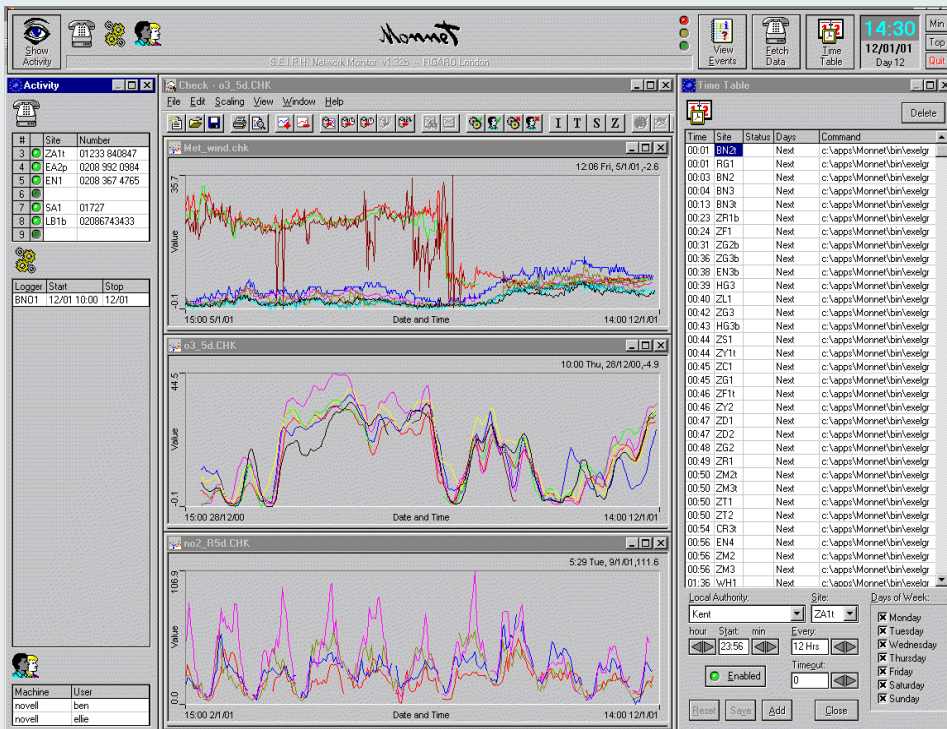 Show
Activity
Monnet
S.E.I.P.H. Network Monitor v1.32b - RIGARO London
View
Events
Fetch
Data
Time
Table
14:30
12/01/01
Day 12
Min
Top
Quit
Activity
# Site Number
3 ZA1t 01233 840847
4 EA2p 0208 992 0984
5 EN1 0208 367 4765
6
7 SA1 01727
8 LB1b 02086743433
9
Logger Start Stop
BN01 12/01 10:00 12/01
Machine User
novell ben
novell ellie
Check - o3_5d.CHK
File Edit Scaling View Window Help
I T S Z
Met_wind.chk
12:06 Fri, 5/1/01,-2.6
35.7
Value
-0.1
15:00 5/1/01 Date and Time 14:00 12/1/01
o3_5d.CHK
10:00 Thu, 28/12/00,-4.9
44.5
Value
-0.1
15:00 28/12/00 Date and Time 14:00 12/1/01
no2_R5d.CHK
5:29 Tue, 9/1/01,111.6
106.9
Value
0.0
15:00 2/1/01 Date and Time 14:00 12/1/01
Time Table
Delete
Time Site Status Days Command
00:01 BN2t Next c:\apps\Monnet\bin\exelgr
00:01 RG1 Next c:\apps\Monnet\bin\exelgr
00:03 BN2 Next c:\apps\Monnet\bin\exelgr
00:04 BN3 Next c:\apps\Monnet\bin\exelgr
00:13 BN3t Next c:\apps\Monnet\bin\exelgr
00:23 ZR1b Next c:\apps\Monnet\bin\exelgr
00:24 ZF1 Next c:\apps\Monnet\bin\exelgr
00:31 ZG2b Next c:\apps\Monnet\bin\exelgr
00:36 ZG3b Next c:\apps\Monnet\bin\exelgr
00:38 EN3b Next c:\apps\Monnet\bin\exelgr
00:39 HG3 Next c:\apps\Monnet\bin\exelgr
00:40 ZL1 Next c:\apps\Monnet\bin\exelgr
00:42 ZG3 Next c:\apps\Monnet\bin\exelgr
00:43 HG3b Next c:\apps\Monnet\bin\exelgr
00:44 ZS1 Next c:\apps\Monnet\bin\exelgr
00:44 ZY1t Next c:\apps\Monnet\bin\exelgr
00:45 ZC1 Next c:\apps\Monnet\bin\exelgr
00:45 ZG1 Next c:\apps\Monnet\bin\exelgr
00:46 ZF1t Next c:\apps\Monnet\bin\exelgr
00:46 ZY2 Next c:\apps\Monnet\bin\exelgr
00:47 ZD1 Next c:\apps\Monnet\bin\exelgr
00:47 ZD2 Next c:\apps\Monnet\bin\exelgr
00:48 ZG2 Next c:\apps\Monnet\bin\exelgr
00:49 ZR1 Next c:\apps\Monnet\bin\exelgr
00:50 ZM2t Next c:\apps\Monnet\bin\exelgr
00:50 ZM3t Next c:\apps\Monnet\bin\exelgr
00:50 ZT1 Next c:\apps\Monnet\bin\exelgr
00:50 ZT2 Next c:\apps\Monnet\bin\exelgr
00:54 CR3t Next c:\apps\Monnet\bin\exelgr
00:56 EN4 Next c:\apps\Monnet\bin\exelgr
00:56 ZM2 Next c:\apps\Monnet\bin\exelgr
00:56 ZM3 Next c:\apps\Monnet\bin\exelgr
01:36 WH1 Next c:\apps\Monnet\bin\exelgr
Local Authority: Site: Days of Week:
Kent ZA1t
hour Start: min Every:
23:56 12 Hrs
Timeout:
Enabled 0
Monday
Tuesday
Wednesday
Thursday
Friday
Saturday
Sunday
Reset Save Add Close